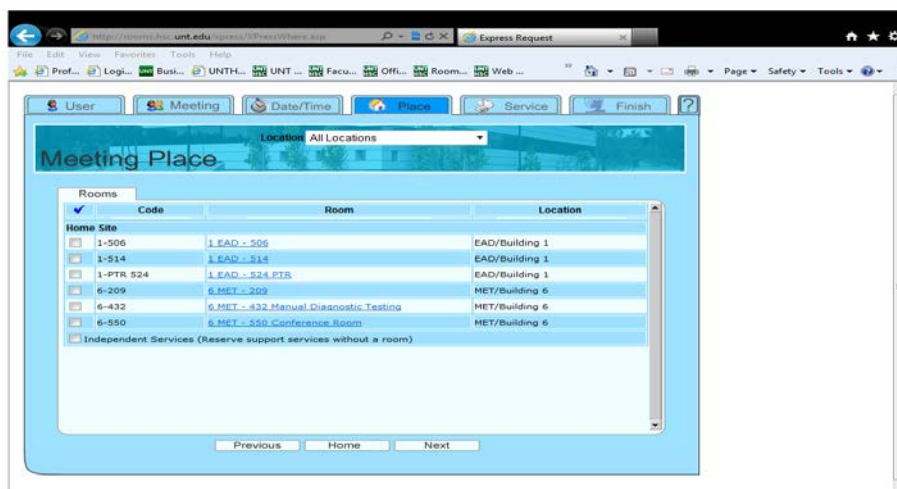 http://rooms.hsc.unt.edu/xpress/XPressWhere.asp
Express Request
File Edit View Favorites Tools Help
Prof... Logi... Busi... UNTH... UNT ... Facu... Offi... Room... Web ... Page Safety Tools
User Meeting Date/Time Place Service Finish ?
Location All Locations
Meeting Place
Rooms
Code Room Location
Home Site
1-506 1 EAD - 506 EAD/Building 1
1-514 1 EAD - 514 EAD/Building 1
1-PTR 524 1 EAD - 524 PTR EAD/Building 1
6-209 6 MET - 209 MET/Building 6
6-432 6 MET - 432 Manual Diagnostic Testing MET/Building 6
6-550 6 MET - 550 Conference Room MET/Building 6
Independent Services (Reserve support services without a room)
Previous Home Next